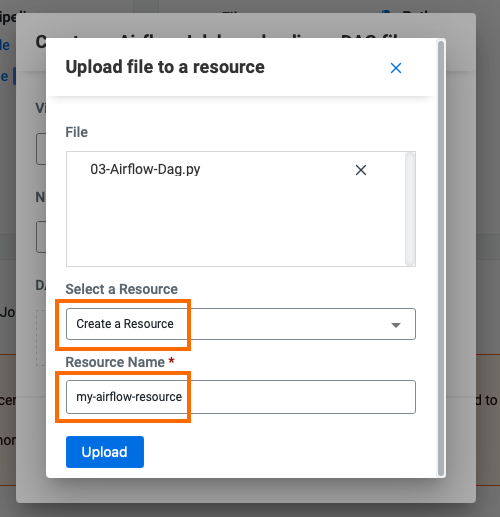 Upload file to a resource
File
03-Airflow-Dag.py
Select a Resource
Create a Resource
Resource Name *
my-airflow-resource
Upload